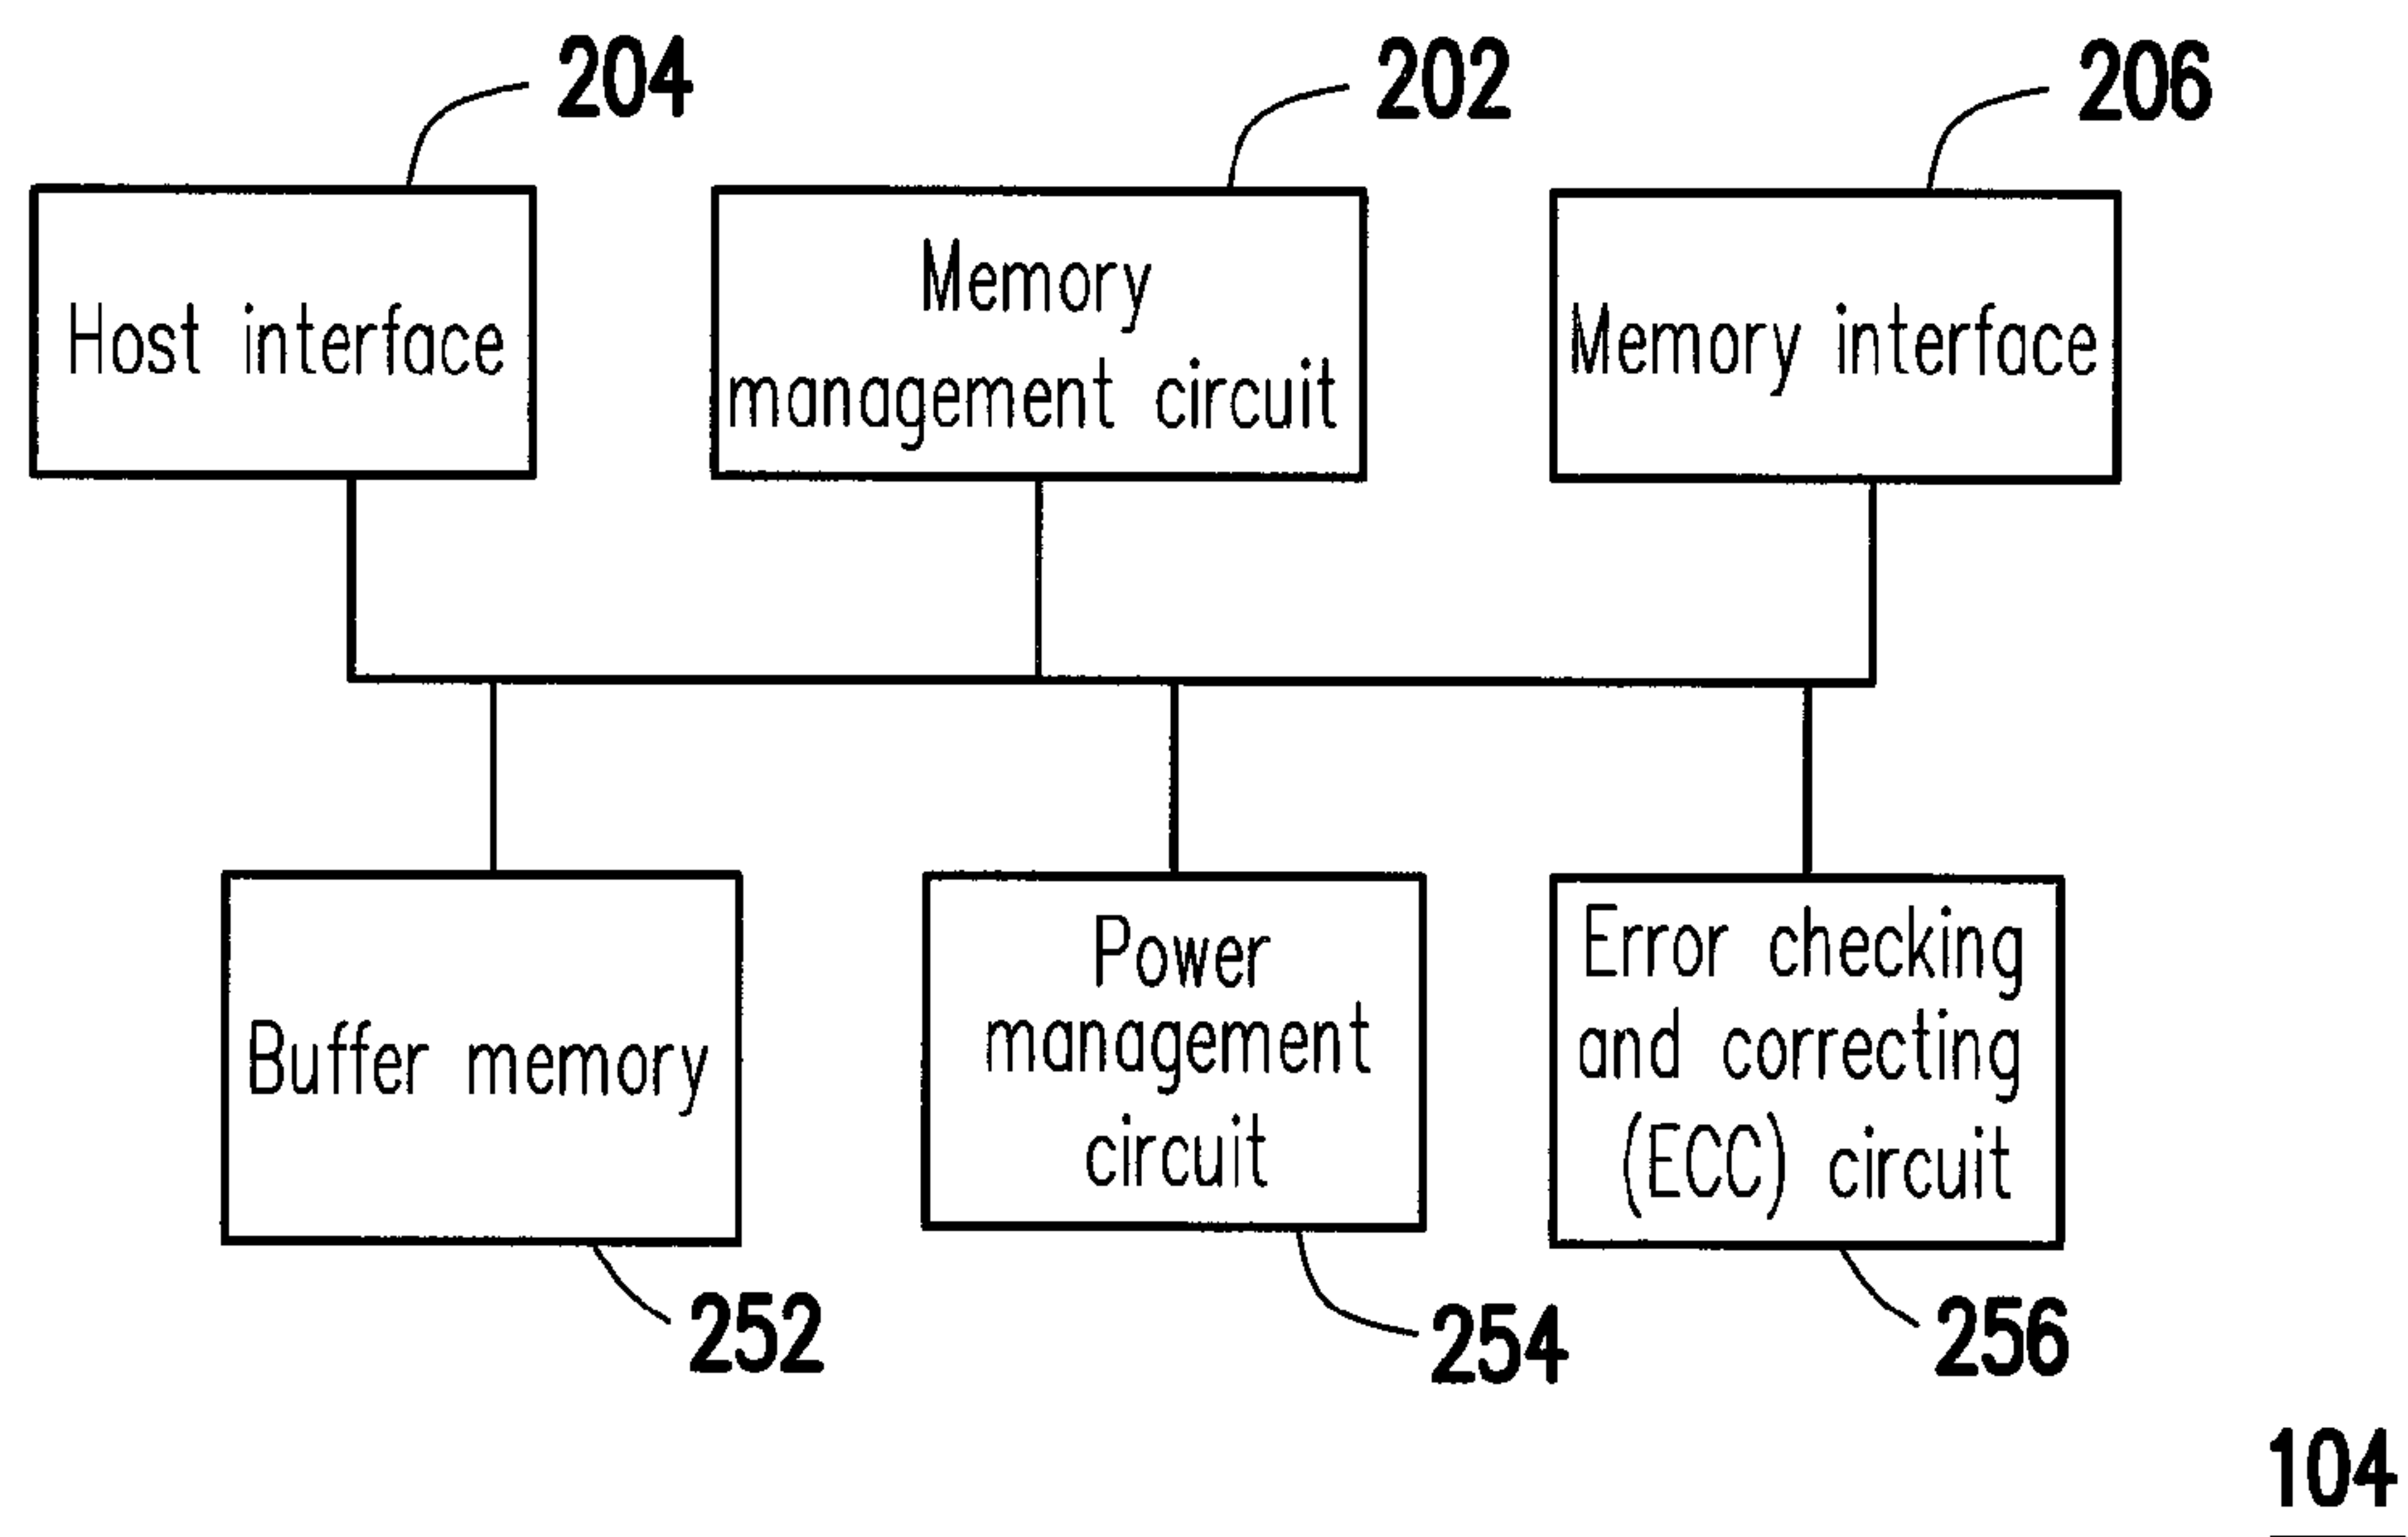 204
202
206
Host interface
Memory
management circuit
Memory interface
Buffer memory
Power
management
circuit
Error checking
and correcting
(ECC) circuit
252
254
256
104